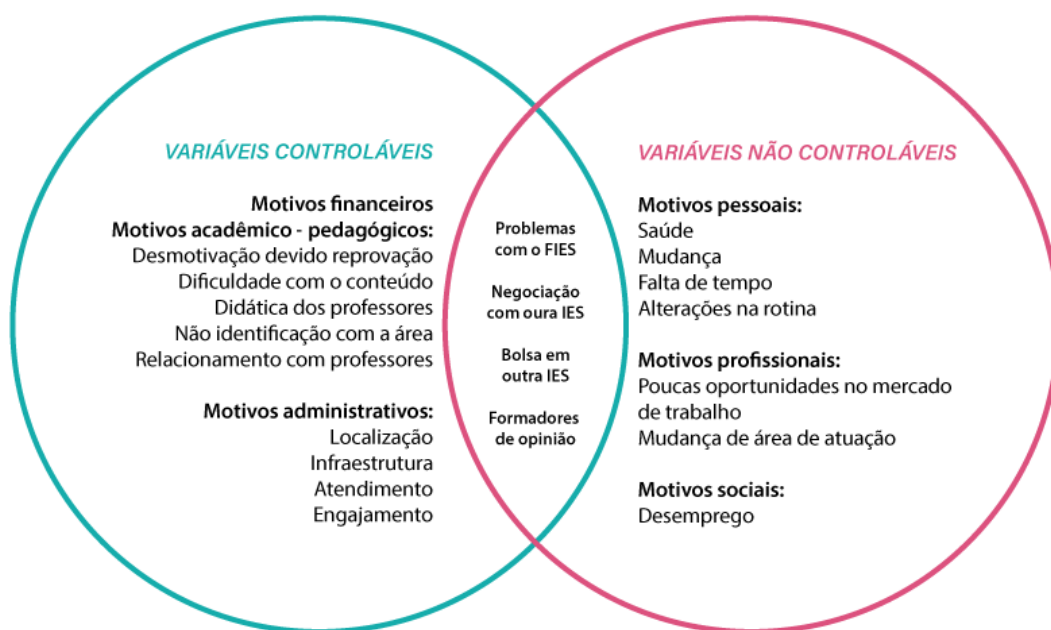 VARIÁVEIS CONTROLÁVEIS
Motivos financeiros
Motivos acadêmico - pedagógicos:
Desmotivação devido reprovação
Dificuldade com o conteúdo
Didática dos professores
Não identificação com a área
Relacionamento com professores
Motivos administrativos:
Localização
Infraestrutura
Atendimento
Engajamento
Problemas
com o FIES
Negociação
com oura IES
Bolsa em
outra IES
Formadores
de opinião
VARIÁVEIS NÃO CONTROLÁVEIS
Motivos pessoais:
Saúde
Mudança
Falta de tempo
Alterações na rotina
Motivos profissionais:
Poucas oportunidades no mercado
de trabalho
Mudança de área de atuação
Motivos sociais:
Desemprego